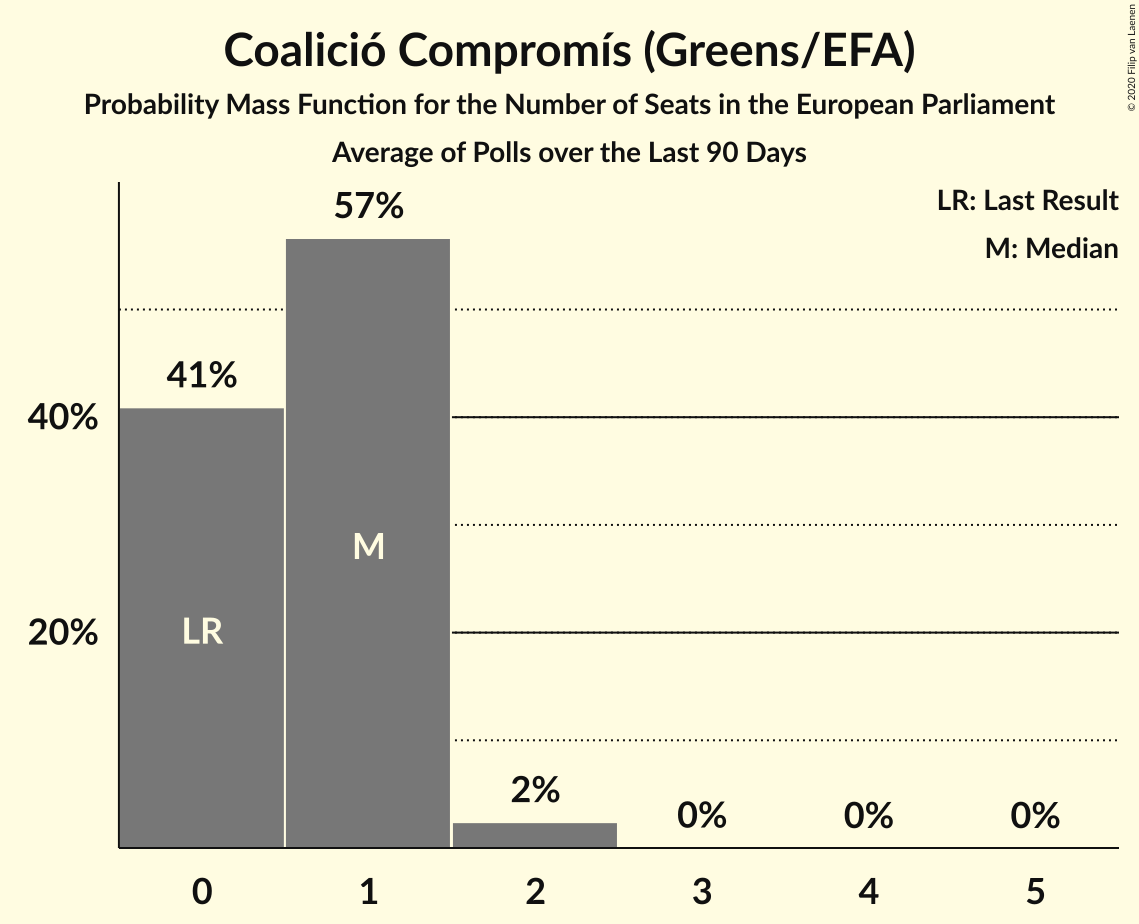 Coalició Compromís (Greens/EFA)
Probability Mass Function for the Number of Seats in the European Parliament
Average of Polls over the Last 90 Days
© 2020 Filip van Laenen
LR: Last Result
M: Median
57%
41%
40%
M
LR
20%
2%
0%
0%
0%
0
1
2
3
4
5